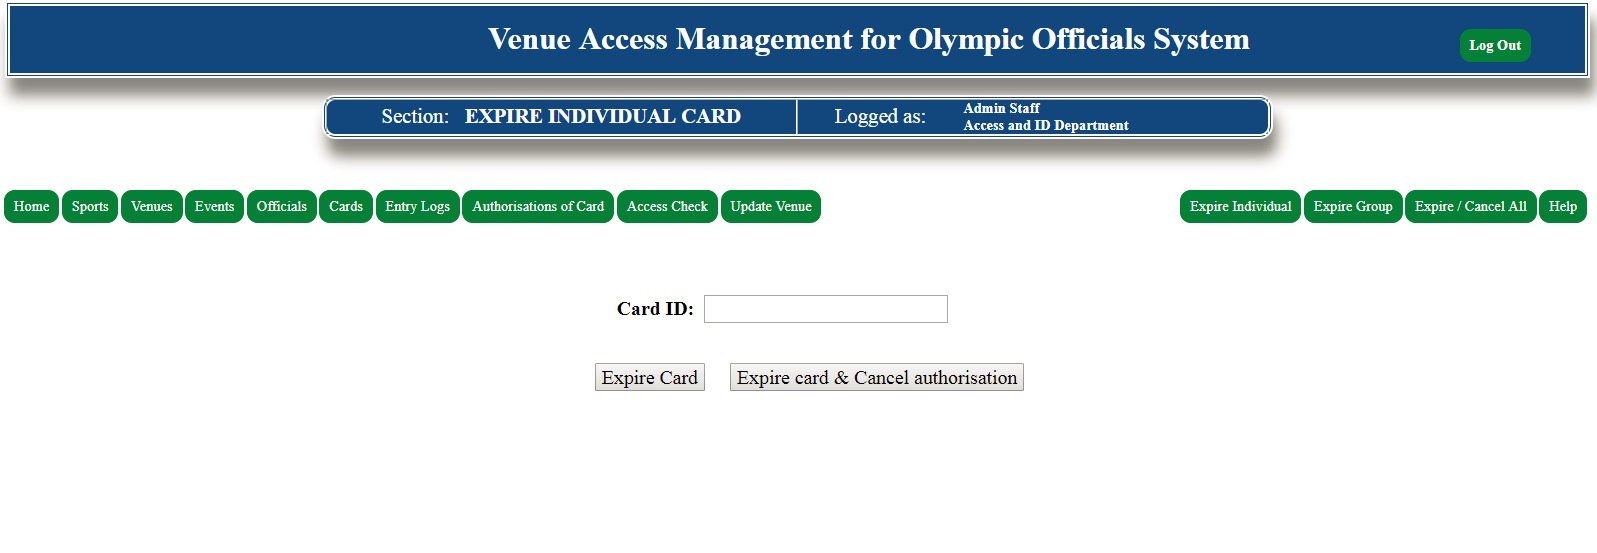 Venue Access Management for Olympic Officials System
Log Out
Section: EXPIRE INDIVIDUAL CARD
Logged as:
Admin Staff
Access and ID Department
Home Sports Venues Events Officials Cards Entry Logs Authorisations of Card Access Check Update Venue Expire Individual Expire Group Expire / Cancel All Help
Card ID:
Expire Card Expire card & Cancel authorisation